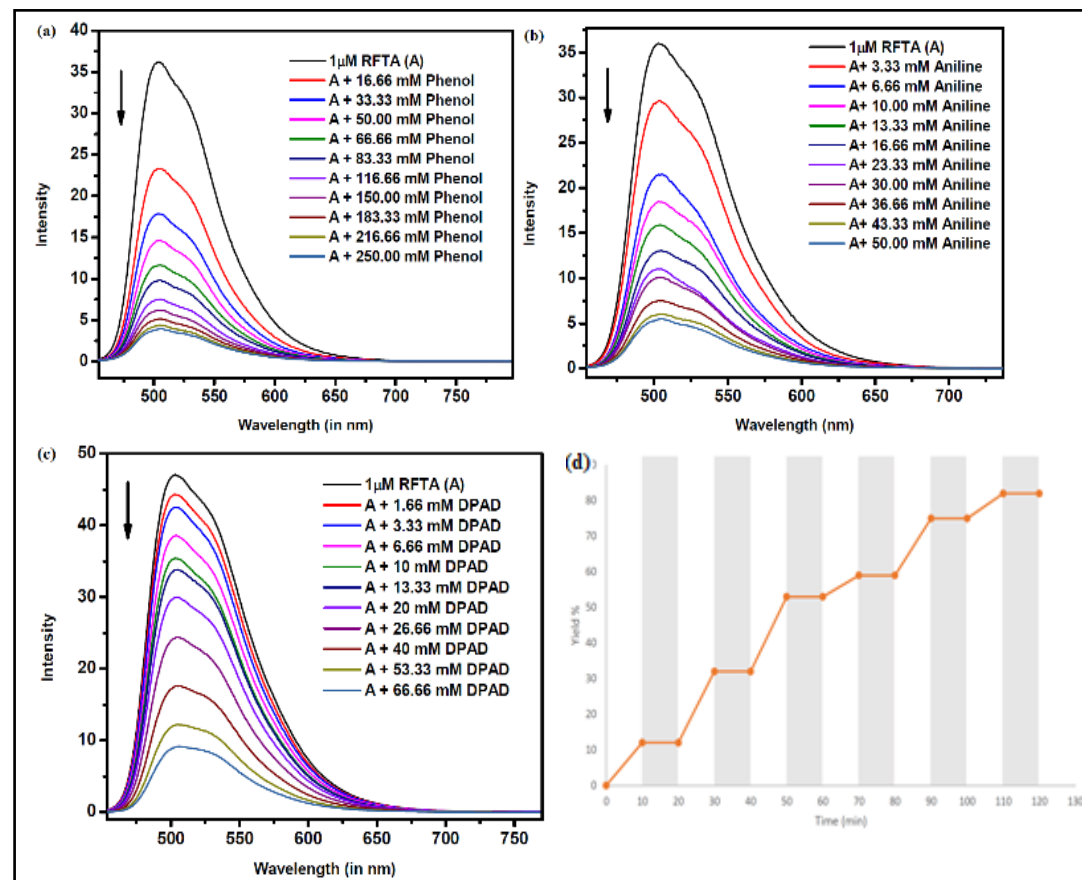 (a)
40
35
30
25
20
15
10
5
0
Intensity
1μM RFTA (A)
A + 16.66 mM Phenol
A + 33.33 mM Phenol
A + 50.00 mM Phenol
A + 66.66 mM Phenol
A + 83.33 mM Phenol
A + 116.66 mM Phenol
A + 150.00 mM Phenol
A + 183.33 mM Phenol
A + 216.66 mM Phenol
A + 250.00 mM Phenol
500 550 600 650 700 750
Wavelength (in nm)
(b)
35
30
25
20
15
10
5
0
Intensity
1μM RFTA (A)
A+ 3.33 mM Aniline
A+ 6.66 mM Aniline
A+ 10.00 mM Aniline
A+ 13.33 mM Aniline
A+ 16.66 mM Aniline
A+ 23.33 mM Aniline
A+ 30.00 mM Aniline
A+ 36.66 mM Aniline
A+ 43.33 mM Aniline
A+ 50.00 mM Aniline
500 550 600 650 700
Wavelength (nm)
(c)
50
40
30
20
10
0
Intensity
1μM RFTA (A)
A + 1.66 mM DPAD
A + 3.33 mM DPAD
A + 6.66 mM DPAD
A + 10 mM DPAD
A + 13.33 mM DPAD
A + 20 mM DPAD
A + 26.66 mM DPAD
A + 40 mM DPAD
A + 53.33 mM DPAD
A + 66.66 mM DPAD
500 550 600 650 700 750
Wavelength (in nm)
(d)
80
70
60
50
40
30
20
10
0
Yield %
0 10 20 30 40 50 60 70 80 90 100 110 120 130
Time (min)